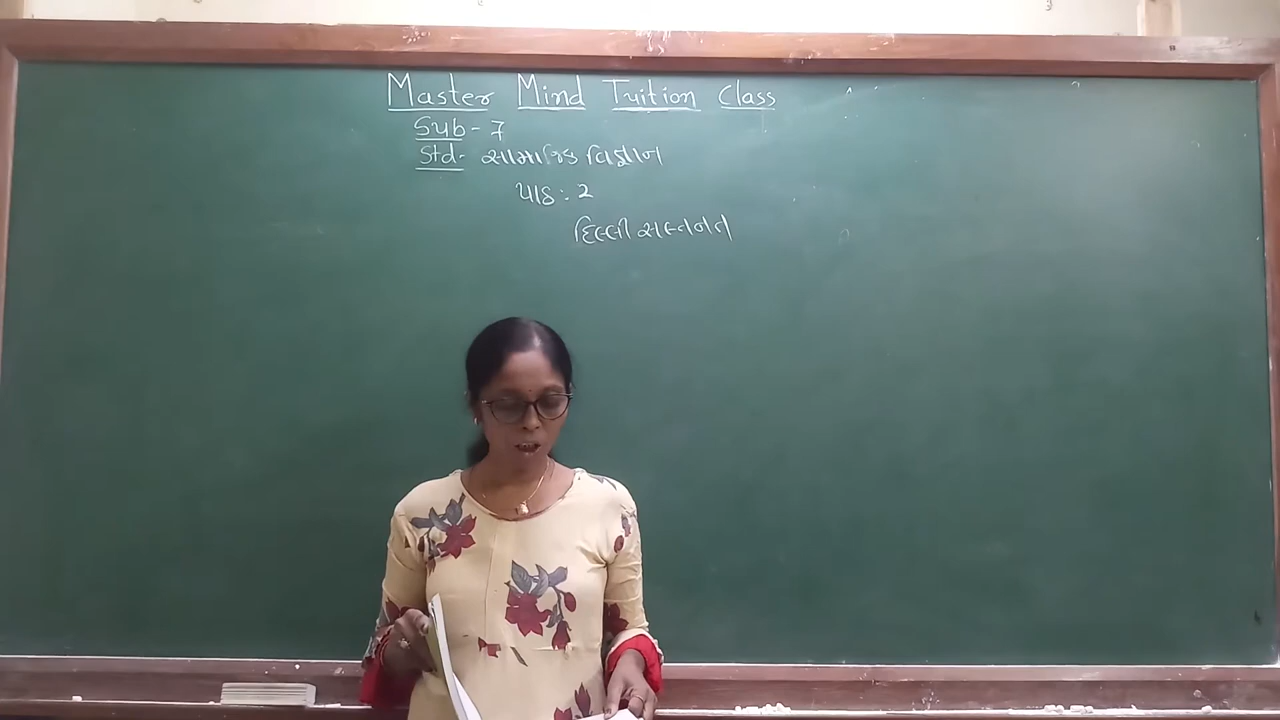 Master Mind Tuition Class
Sub - 7
Std - સામાજિક વિજ્ઞાન
પાઠ : 2
દિલ્લી સલ્તનત